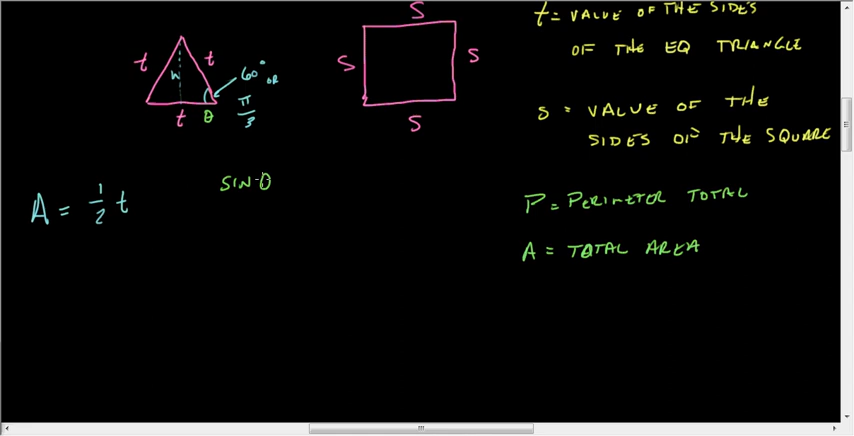 t = VALUE OF THE SIDES
OF THE EQ TRIANGLE
S
t
t
h
60° OR
π/3
t
θ
S
S
S
S = VALUE OF THE
SIDES OF THE SQUARE
A = 1/2 t
SIN θ
P = PERIMETER TOTAL
A = TOTAL AREA